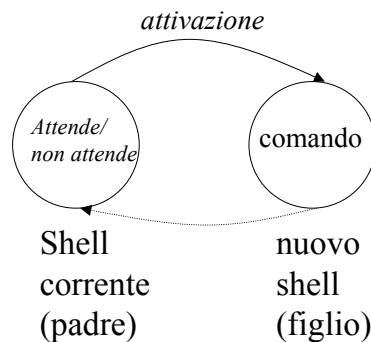 attivazione
Attende/
non attende
comando
Shell
corrente
(padre)
nuovo
shell
(figlio)